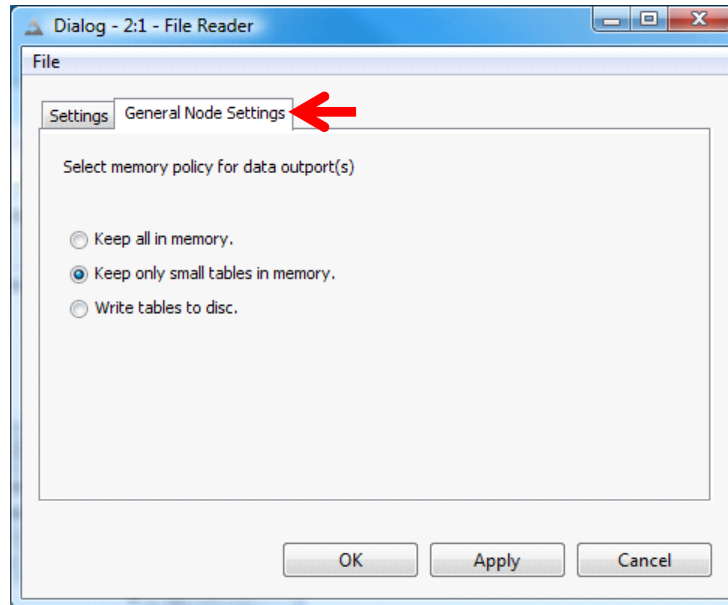 Dialog - 2:1 - File Reader
File
Settings General Node Settings
Select memory policy for data outport(s)
Keep all in memory.
Keep only small tables in memory.
Write tables to disc.
OK Apply Cancel